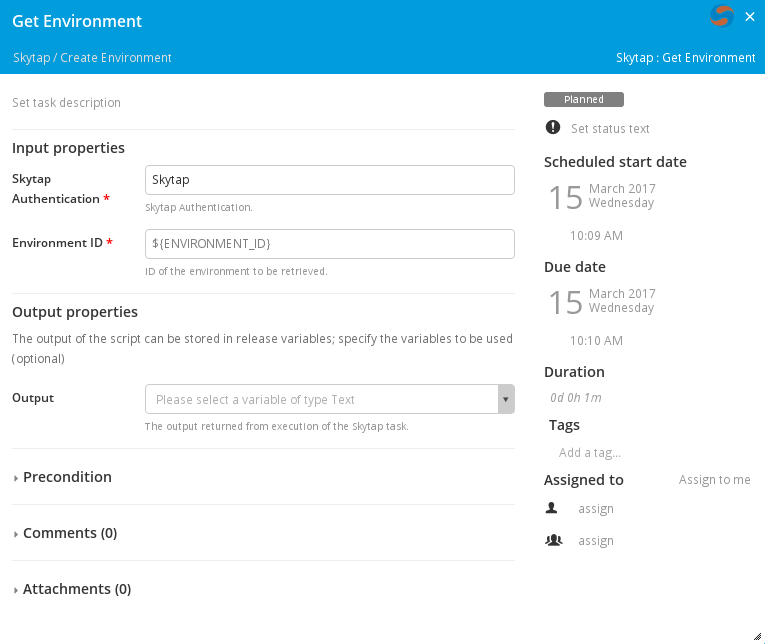 Get Environment
Skytap / Create Environment
Skytap : Get Environment
Set task description
Input properties
Skytap
Authentication *
Skytap
Skytap Authentication.
Environment ID *
${ENVIRONMENT_ID}
ID of the environment to be retrieved.
Output properties
The output of the script can be stored in release variables; specify the variables to be used
(optional)
Output
Please select a variable of type Text
The output returned from execution of the Skytap task.
Precondition
Comments (0)
Attachments (0)
Planned
Set status text
Scheduled start date
15
March 2017
Wednesday
10:09 AM
Due date
15
March 2017
Wednesday
10:10 AM
Duration
0d 0h 1m
Tags
Add a tag...
Assigned to
Assign to me
assign
assign